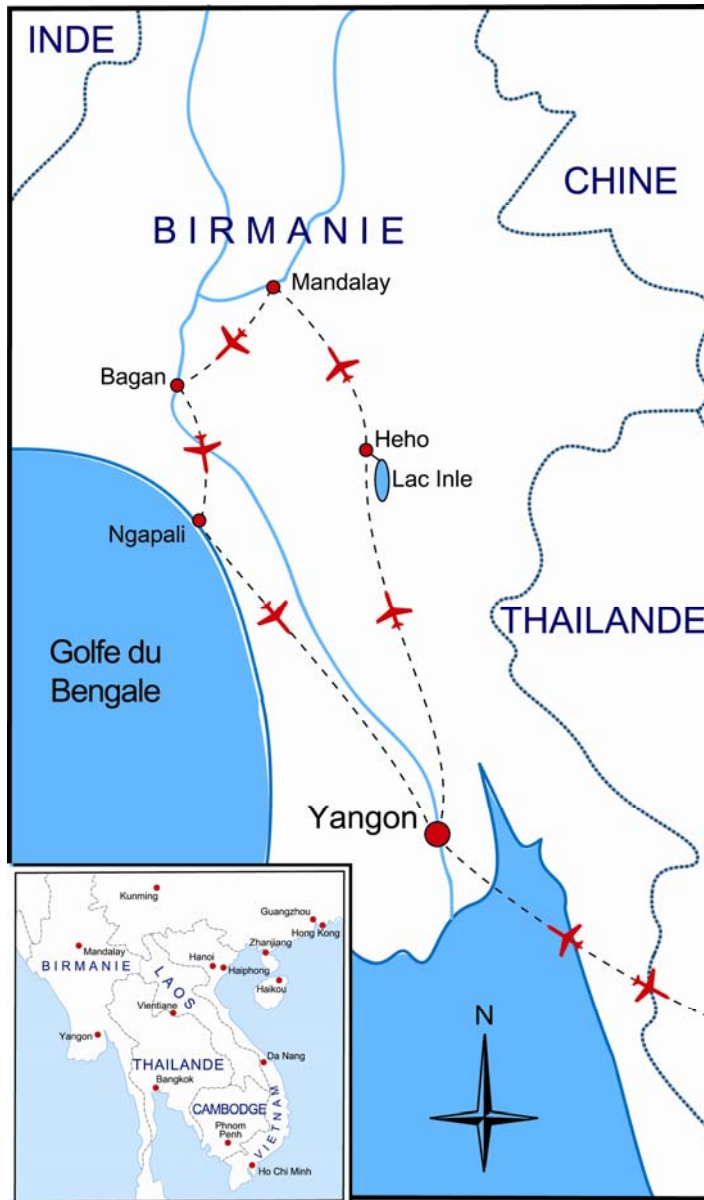 INDE
CHINE
BIRMANIE
Mandalay
Bagan
Heho
Lac Inle
Ngapali
THAILANDE
Golfe du
Bengale
Yangon
N
Kunming
Guangzhou
Hong Kong
Mandalay
Zhanjiang
BIRMANIE
Hanoi
Haiphong
LAOS
Haikou
Vientiane
Yangon
THAILANDE
Da Nang
Bangkok
CAMBODGE
VIETNAM
Phnom
Penh
Ho Chi Minh